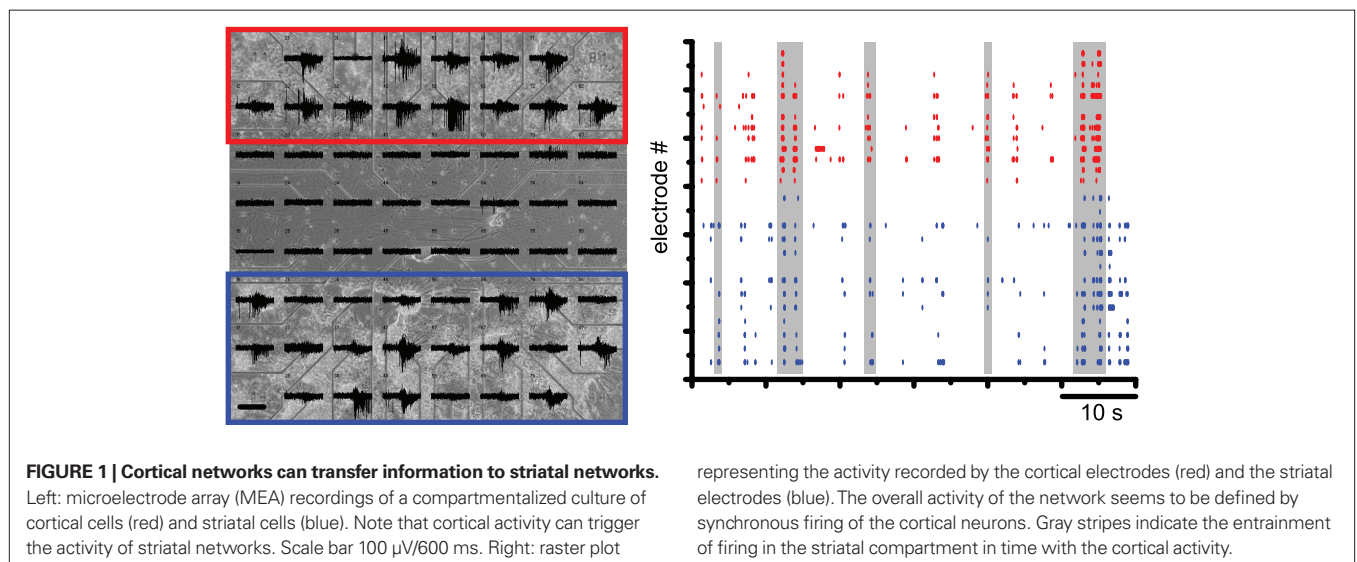 electrode #
10 s
FIGURE 1 | Cortical networks can transfer information to striatal networks.
Left: microelectrode array (MEA) recordings of a compartmentalized culture of
cortical cells (red) and striatal cells (blue). Note that cortical activity can trigger
the activity of striatal networks. Scale bar 100 µV/600 ms. Right: raster plot
representing the activity recorded by the cortical electrodes (red) and the striatal
electrodes (blue). The overall activity of the network seems to be defined by
synchronous firing of the cortical neurons. Gray stripes indicate the entrainment
of firing in the striatal compartment in time with the cortical activity.